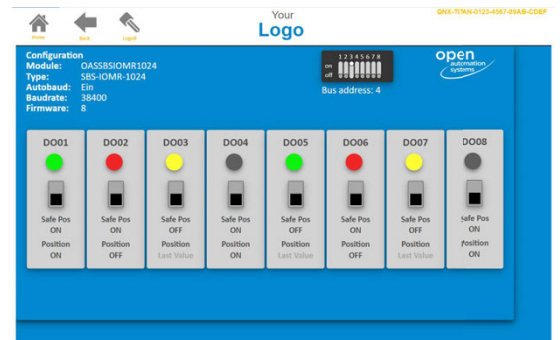 Your
Logo
QNX-TITAN-0123-4567-89AB-CDEF
Home
Back
Logoff
Configuration
Module: OASSBSIOMR1024
Type: SBS-IOMR-1024
Autobaud: Ein
Baudrate: 38400
Firmware: 8
1 2 3 4 5 6 7 8
on
off
Bus address: 4
open
automation
systems
DO01 DO02 DO03 DO04 DO05 DO06 DO07 DO08
Safe Pos Safe Pos Safe Pos Safe Pos Safe Pos Safe Pos Safe Pos Safe Pos
ON ON OFF ON OFF ON OFF ON
Position Position Position Position Position Position Position Position
ON OFF Last Value ON Last Value OFF Last Value ON